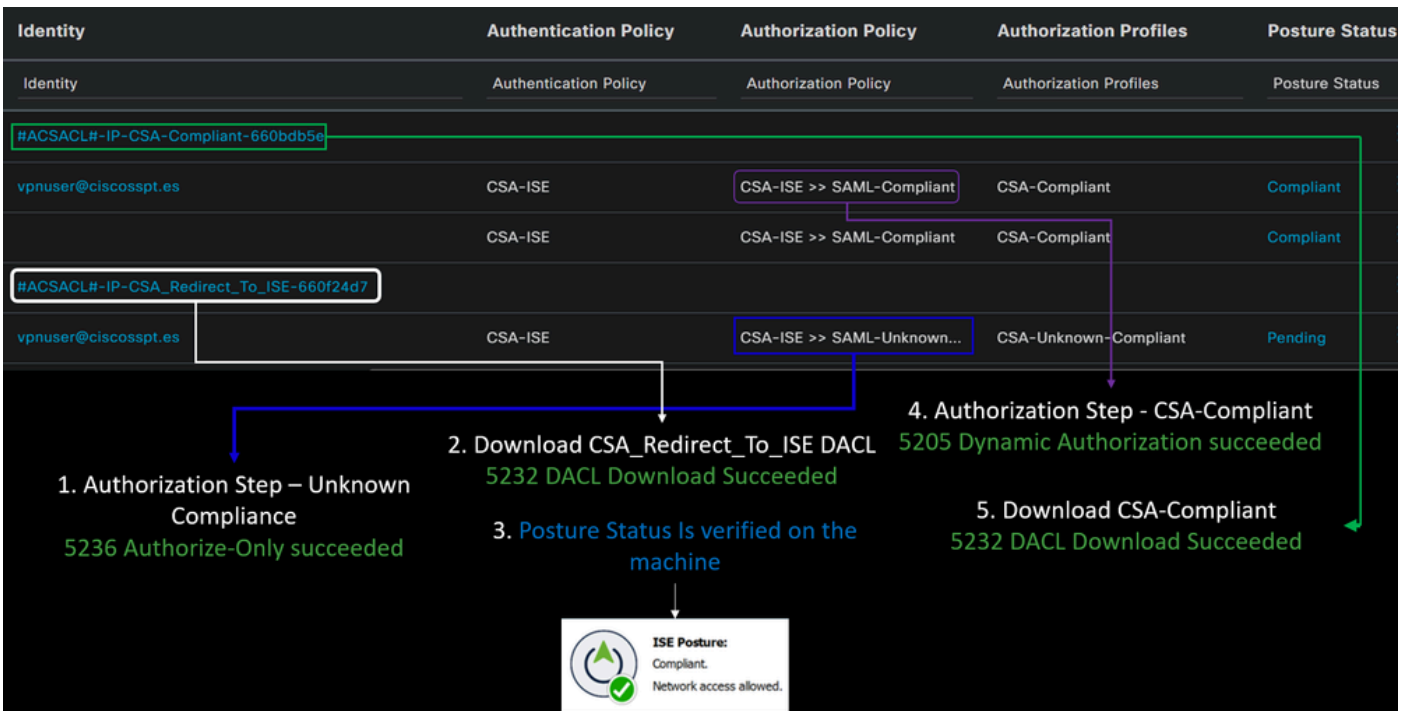 Identity Authentication Policy Authorization Policy Authorization Profiles Posture Status
Identity Authentication Policy Authorization Policy Authorization Profiles Posture Status
#ACSACL#-IP-CSA-Compliant-660bdb5e
vpnuser@ciscosspt.es CSA-ISE CSA-ISE >> SAML-Compliant CSA-Compliant Compliant
CSA-ISE CSA-ISE >> SAML-Compliant CSA-Compliant Compliant
#ACSACL#-IP-CSA_Redirect_To_ISE-660f24d7
vpnuser@ciscosspt.es CSA-ISE CSA-ISE >> SAML-Unknown... CSA-Unknown-Compliant Pending
1. Authorization Step – Unknown
Compliance
5236 Authorize-Only succeeded
2. Download CSA_Redirect_To_ISE DACL
5232 DACL Download Succeeded
3. Posture Status Is verified on the
machine
ISE Posture:
Compliant.
Network access allowed.
4. Authorization Step - CSA-Compliant
5205 Dynamic Authorization succeeded
5. Download CSA-Compliant
5232 DACL Download Succeeded